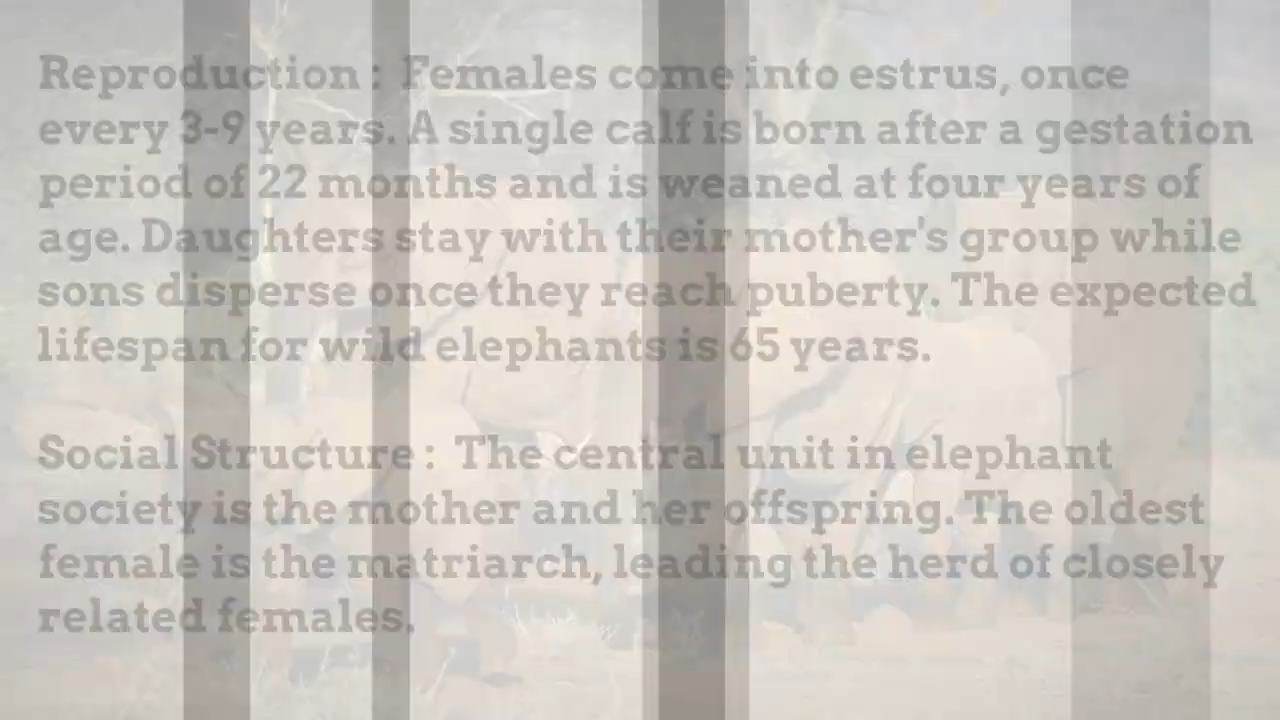 Reproduction : Females come into estrus, once
every 3-9 years. A single calf is born after a gestation
period of 22 months and is weaned at four years of
age. Daughters stay with their mother's group while
sons disperse once they reach puberty. The expected
lifespan for wild elephants is 65 years.
Social Structure : The central unit in elephant
society is the mother and her offspring. The oldest
female is the matriarch, leading the herd of closely
related females.